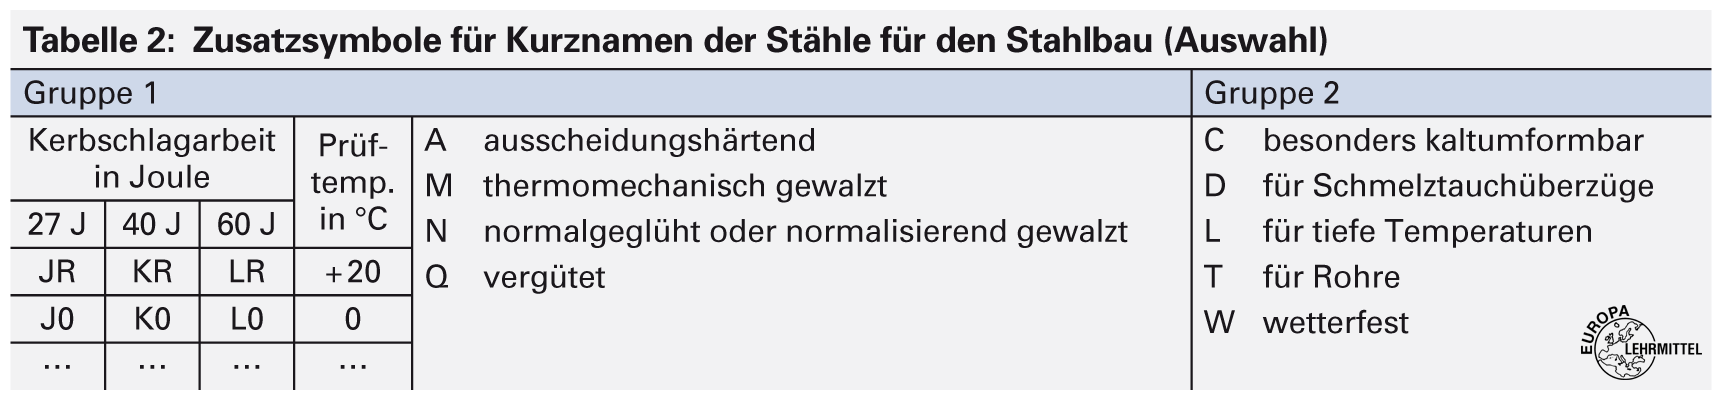 Tabelle 2: Zusatzsymbole für Kurznamen der Stähle für den Stahlbau (Auswahl)
Gruppe 1
Gruppe 2
Kerbschlagarbeit
in Joule
27 J 40 J 60 J
Prüf-
temp.
in °C
JR KR LR +20
J0 K0 L0 0
... ... ... ...
A ausscheidungshärtend
M thermomechanisch gewalzt
N normalgeglüht oder normalisierend gewalzt
Q vergütet
C besonders kaltumformbar
D für Schmelztauchüberzüge
L für tiefe Temperaturen
T für Rohre
W wetterfest
EUROPA
LEHRMITTEL